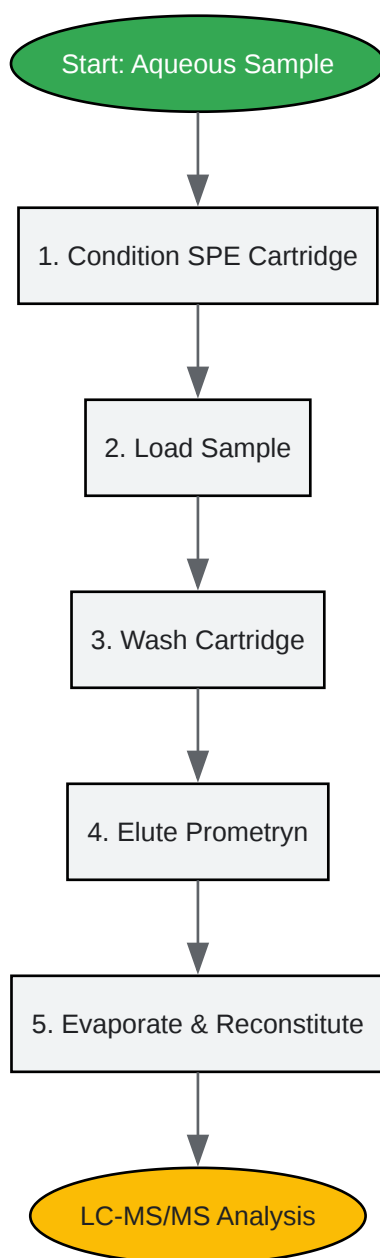 Start: Aqueous Sample
1. Condition SPE Cartridge
2. Load Sample
3. Wash Cartridge
4. Elute Prometryn
5. Evaporate & Reconstitute
LC-MS/MS Analysis